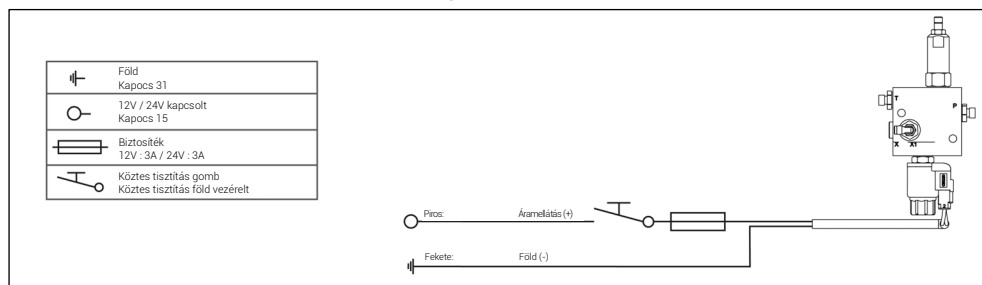 Föld
Kapocs 31
12V / 24V kapcsolt
Kapocs 15
Biztosíték
12V : 3A / 24V : 3A
Köztes tisztítás gomb
Köztes tisztítás föld vezérelt
T
P
X X1
Piros: Áramellátás (+)
Fekete: Föld (-)